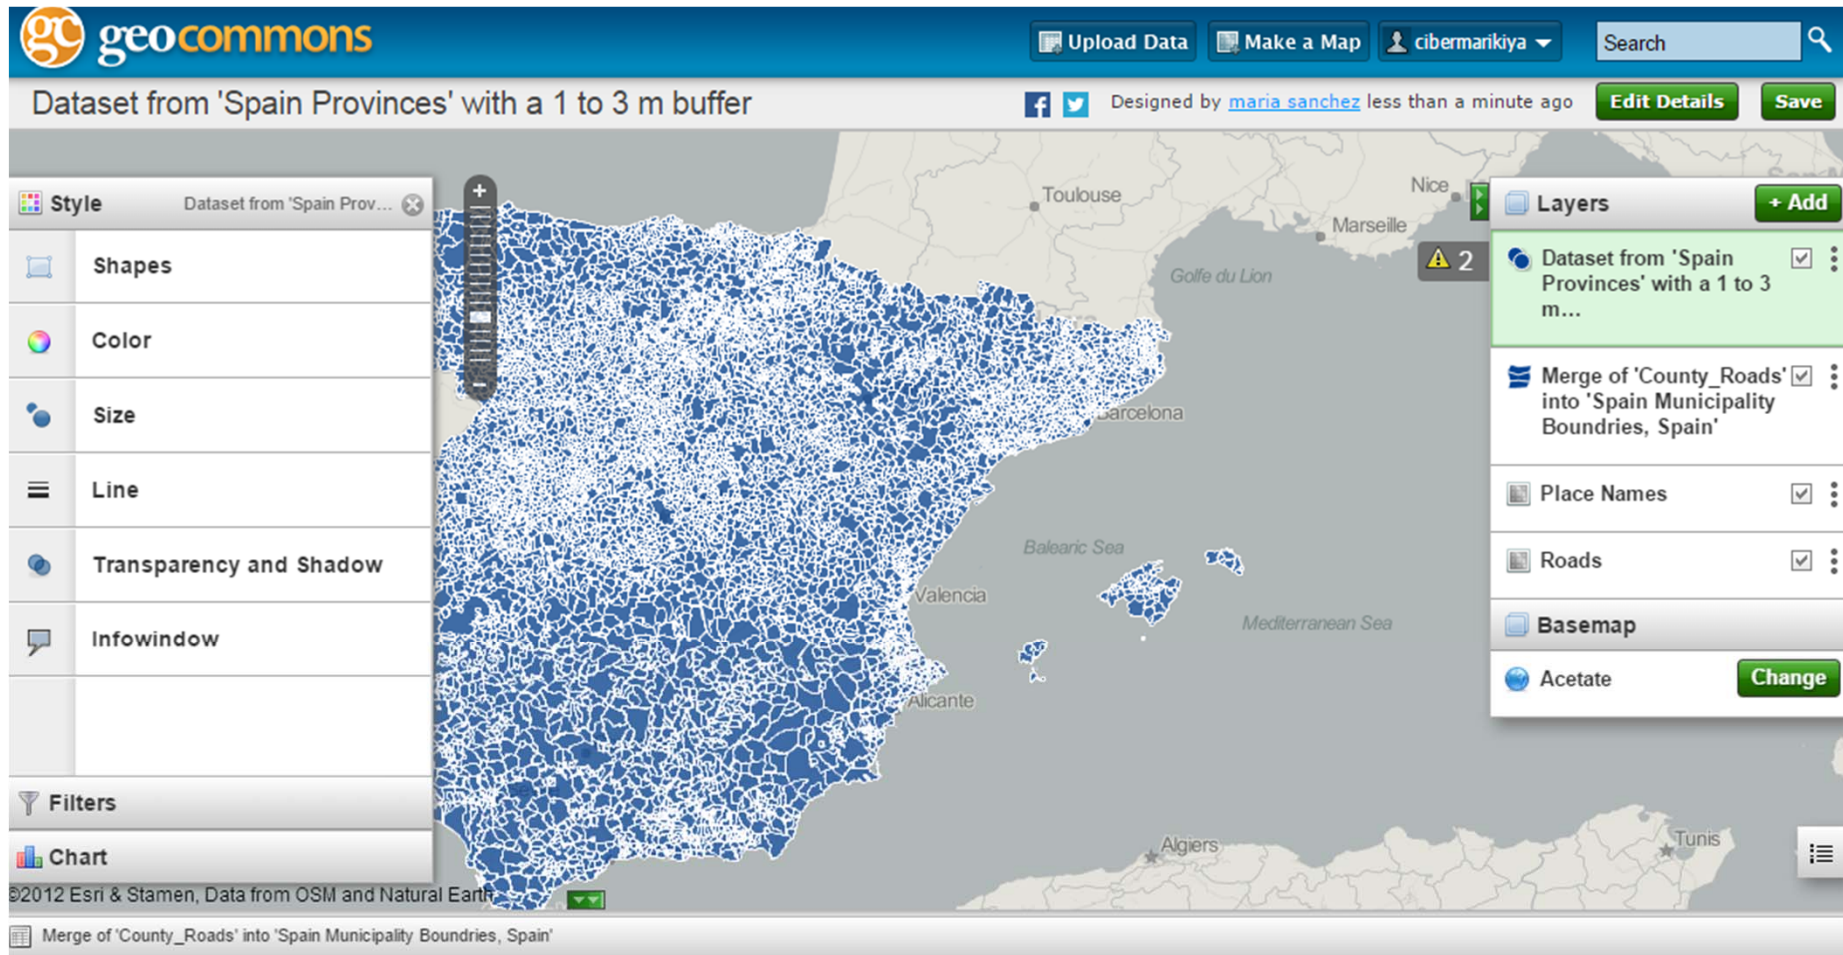 gc geocommons
Upload Data
Make a Map
cibermarikiya
Search
Dataset from 'Spain Provinces' with a 1 to 3 m buffer
Designed by maria sanchez less than a minute ago
Edit Details
Save
Style
Dataset from 'Spain Prov...
Shapes
Color
Size
Line
Transparency and Shadow
Infowindow
Filters
Chart
+
-
Toulouse
Nice
Marseille
Golfe du Lion
Barcelona
Balearic Sea
Valencia
Mediterranean Sea
Alicante
Algiers
Tunis
2
Layers
+ Add
Dataset from 'Spain
Provinces' with a 1 to 3
m...
Merge of 'County_Roads'
into 'Spain Municipality
Boundries, Spain'
Place Names
Roads
Basemap
Acetate
Change
©2012 Esri & Stamen, Data from OSM and Natural Earth
Merge of 'County_Roads' into 'Spain Municipality Boundries, Spain'